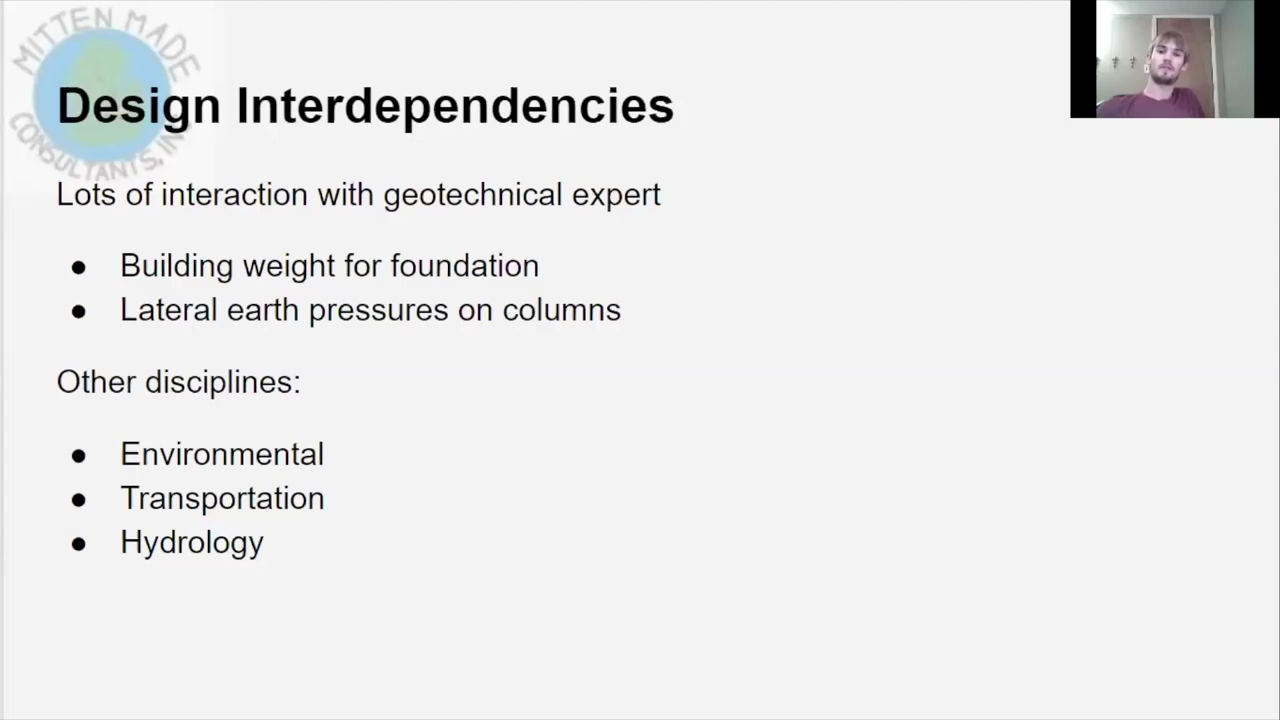 MITTEN MADE
CONSULTANTS, IN
Design Interdependencies
Lots of interaction with geotechnical expert
● Building weight for foundation
● Lateral earth pressures on columns
Other disciplines:
● Environmental
● Transportation
● Hydrology